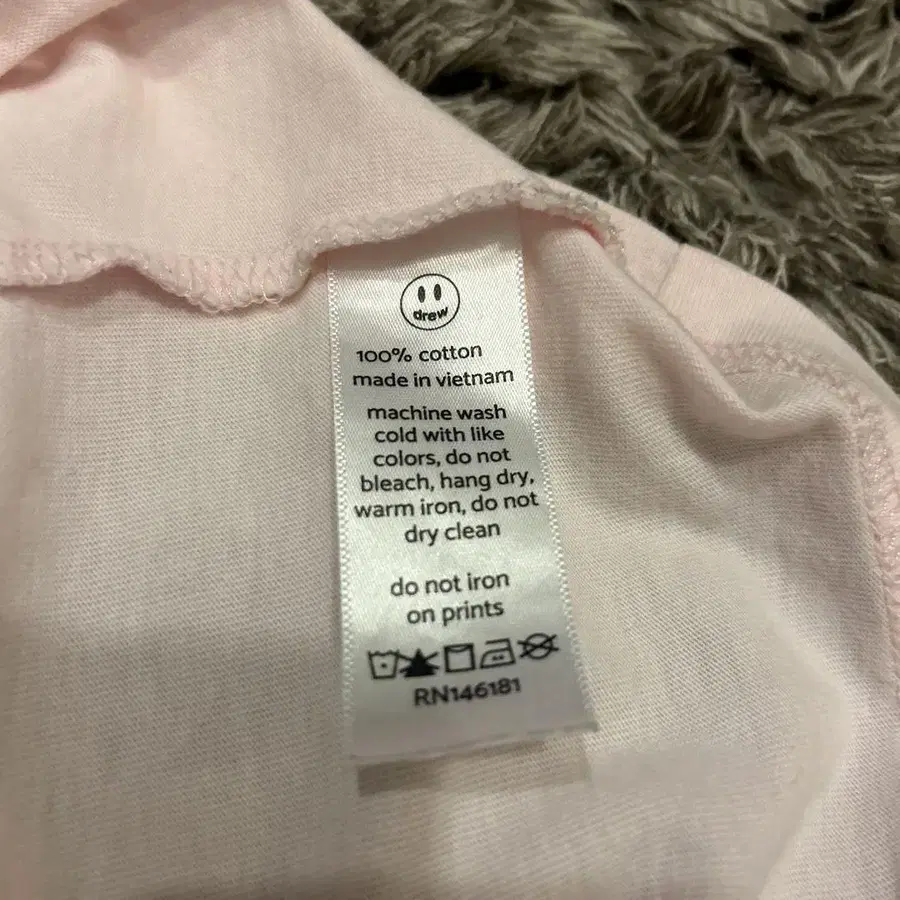 drew
100% cotton
made in vietnam
machine wash
cold with like
colors, do not
bleach, hang dry,
warm iron, do not
dry clean
do not iron
on prints
RN146181